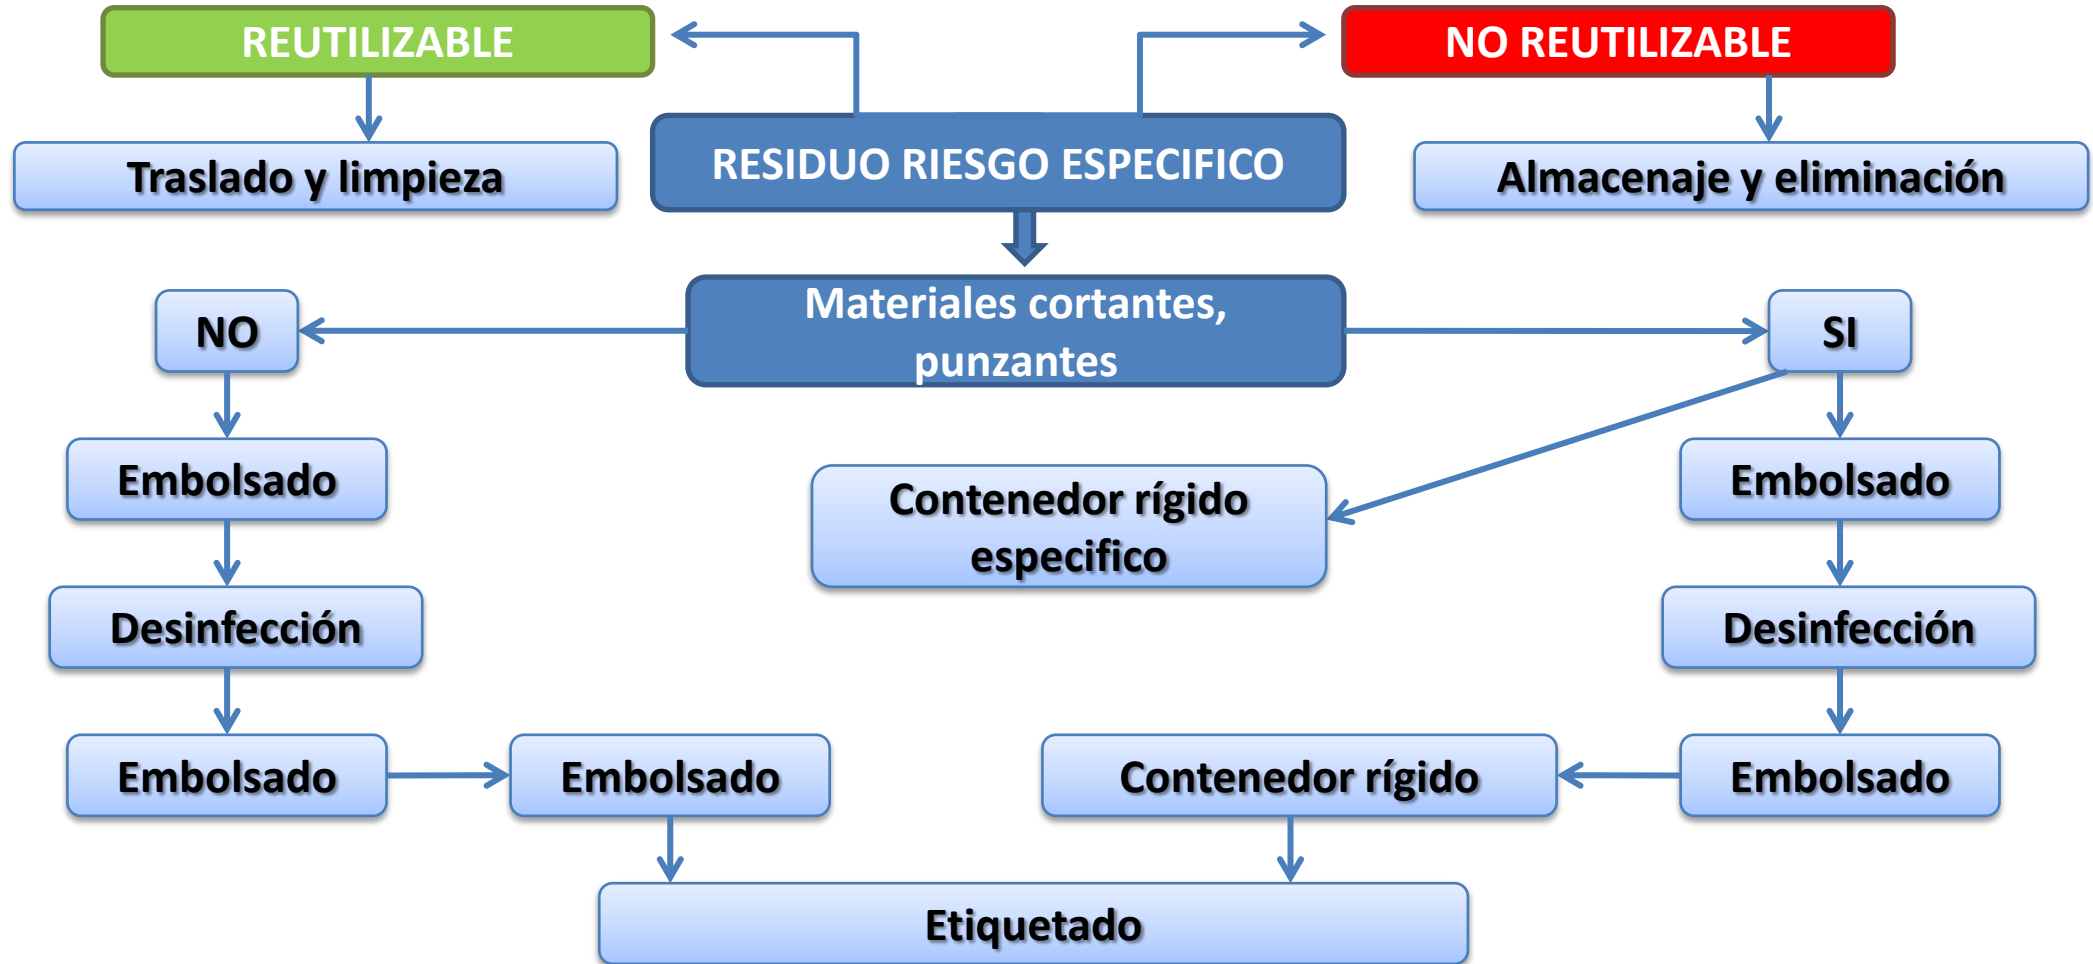 REUTILIZABLE
NO REUTILIZABLE
Traslado y limpieza
RESIDUO RIESGO ESPECIFICO
Almacenaje y eliminación
Materiales cortantes,
punzantes
NO
SI
Embolsado
Contenedor rígido
especifico
Embolsado
Desinfección
Desinfección
Embolsado
Embolsado
Contenedor rígido
Embolsado
Etiquetado